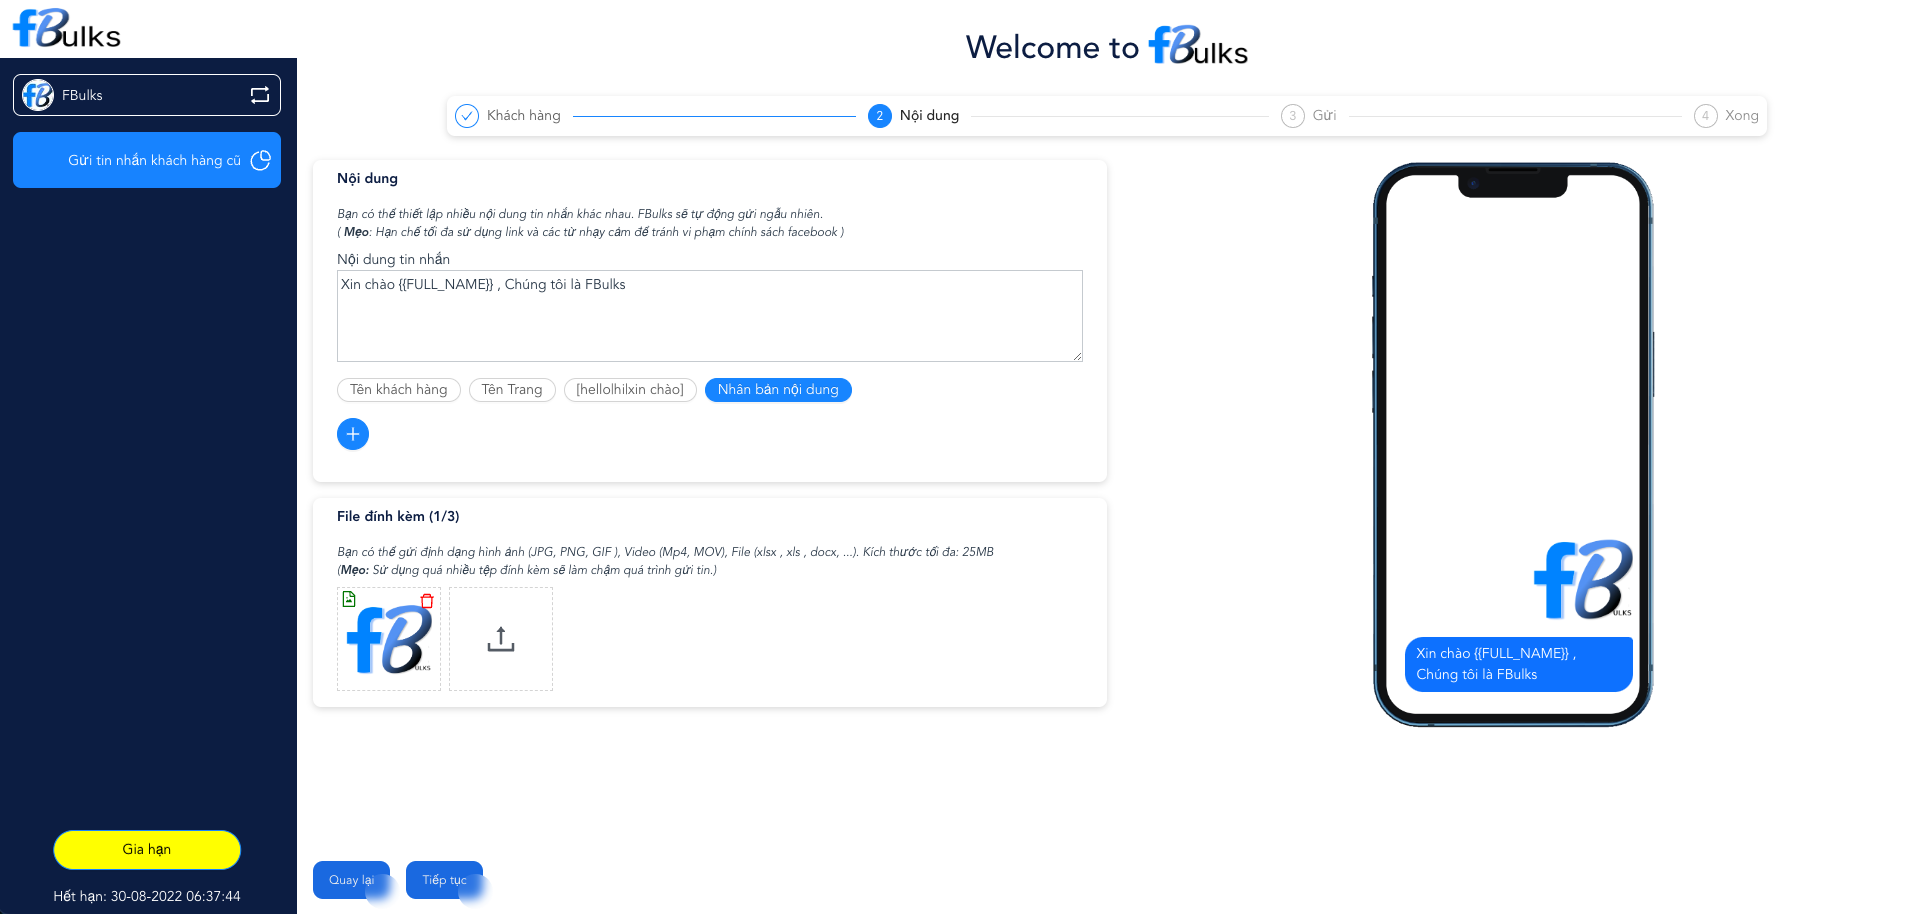 fBulks
Welcome to fBulks
FBulks
Gửi tin nhắn khách hàng cũ
Khách hàng
2 Nội dung
3 Gửi
4 Xong
Nội dung
Bạn có thể thiết lập nhiều nội dung tin nhắn khác nhau. FBulks sẽ tự động gửi ngẫu nhiên.
( Mẹo: Hạn chế tối đa sử dụng link và các từ nhạy cảm để tránh vi phạm chính sách facebook )
Nội dung tin nhắn
Xin chào {{FULL_NAME}} , Chúng tôi là FBulks
Tên khách hàng
Tên Trang
[hello|hi|xin chào]
Nhân bản nội dung
File đính kèm (1/3)
Bạn có thể gửi định dạng hình ảnh (JPG, PNG, GIF ), Video (Mp4, MOV), File (xlsx , xls , docx, ...). Kích thước tối đa: 25MB
(Mẹo: Sử dụng quá nhiều tệp đính kèm sẽ làm chậm quá trình gửi tin.)
fBULKS
fBULKS
Xin chào {{FULL_NAME}} ,
Chúng tôi là FBulks
Gia hạn
Hết hạn: 30-08-2022 06:37:44
Quay lại
Tiếp tục